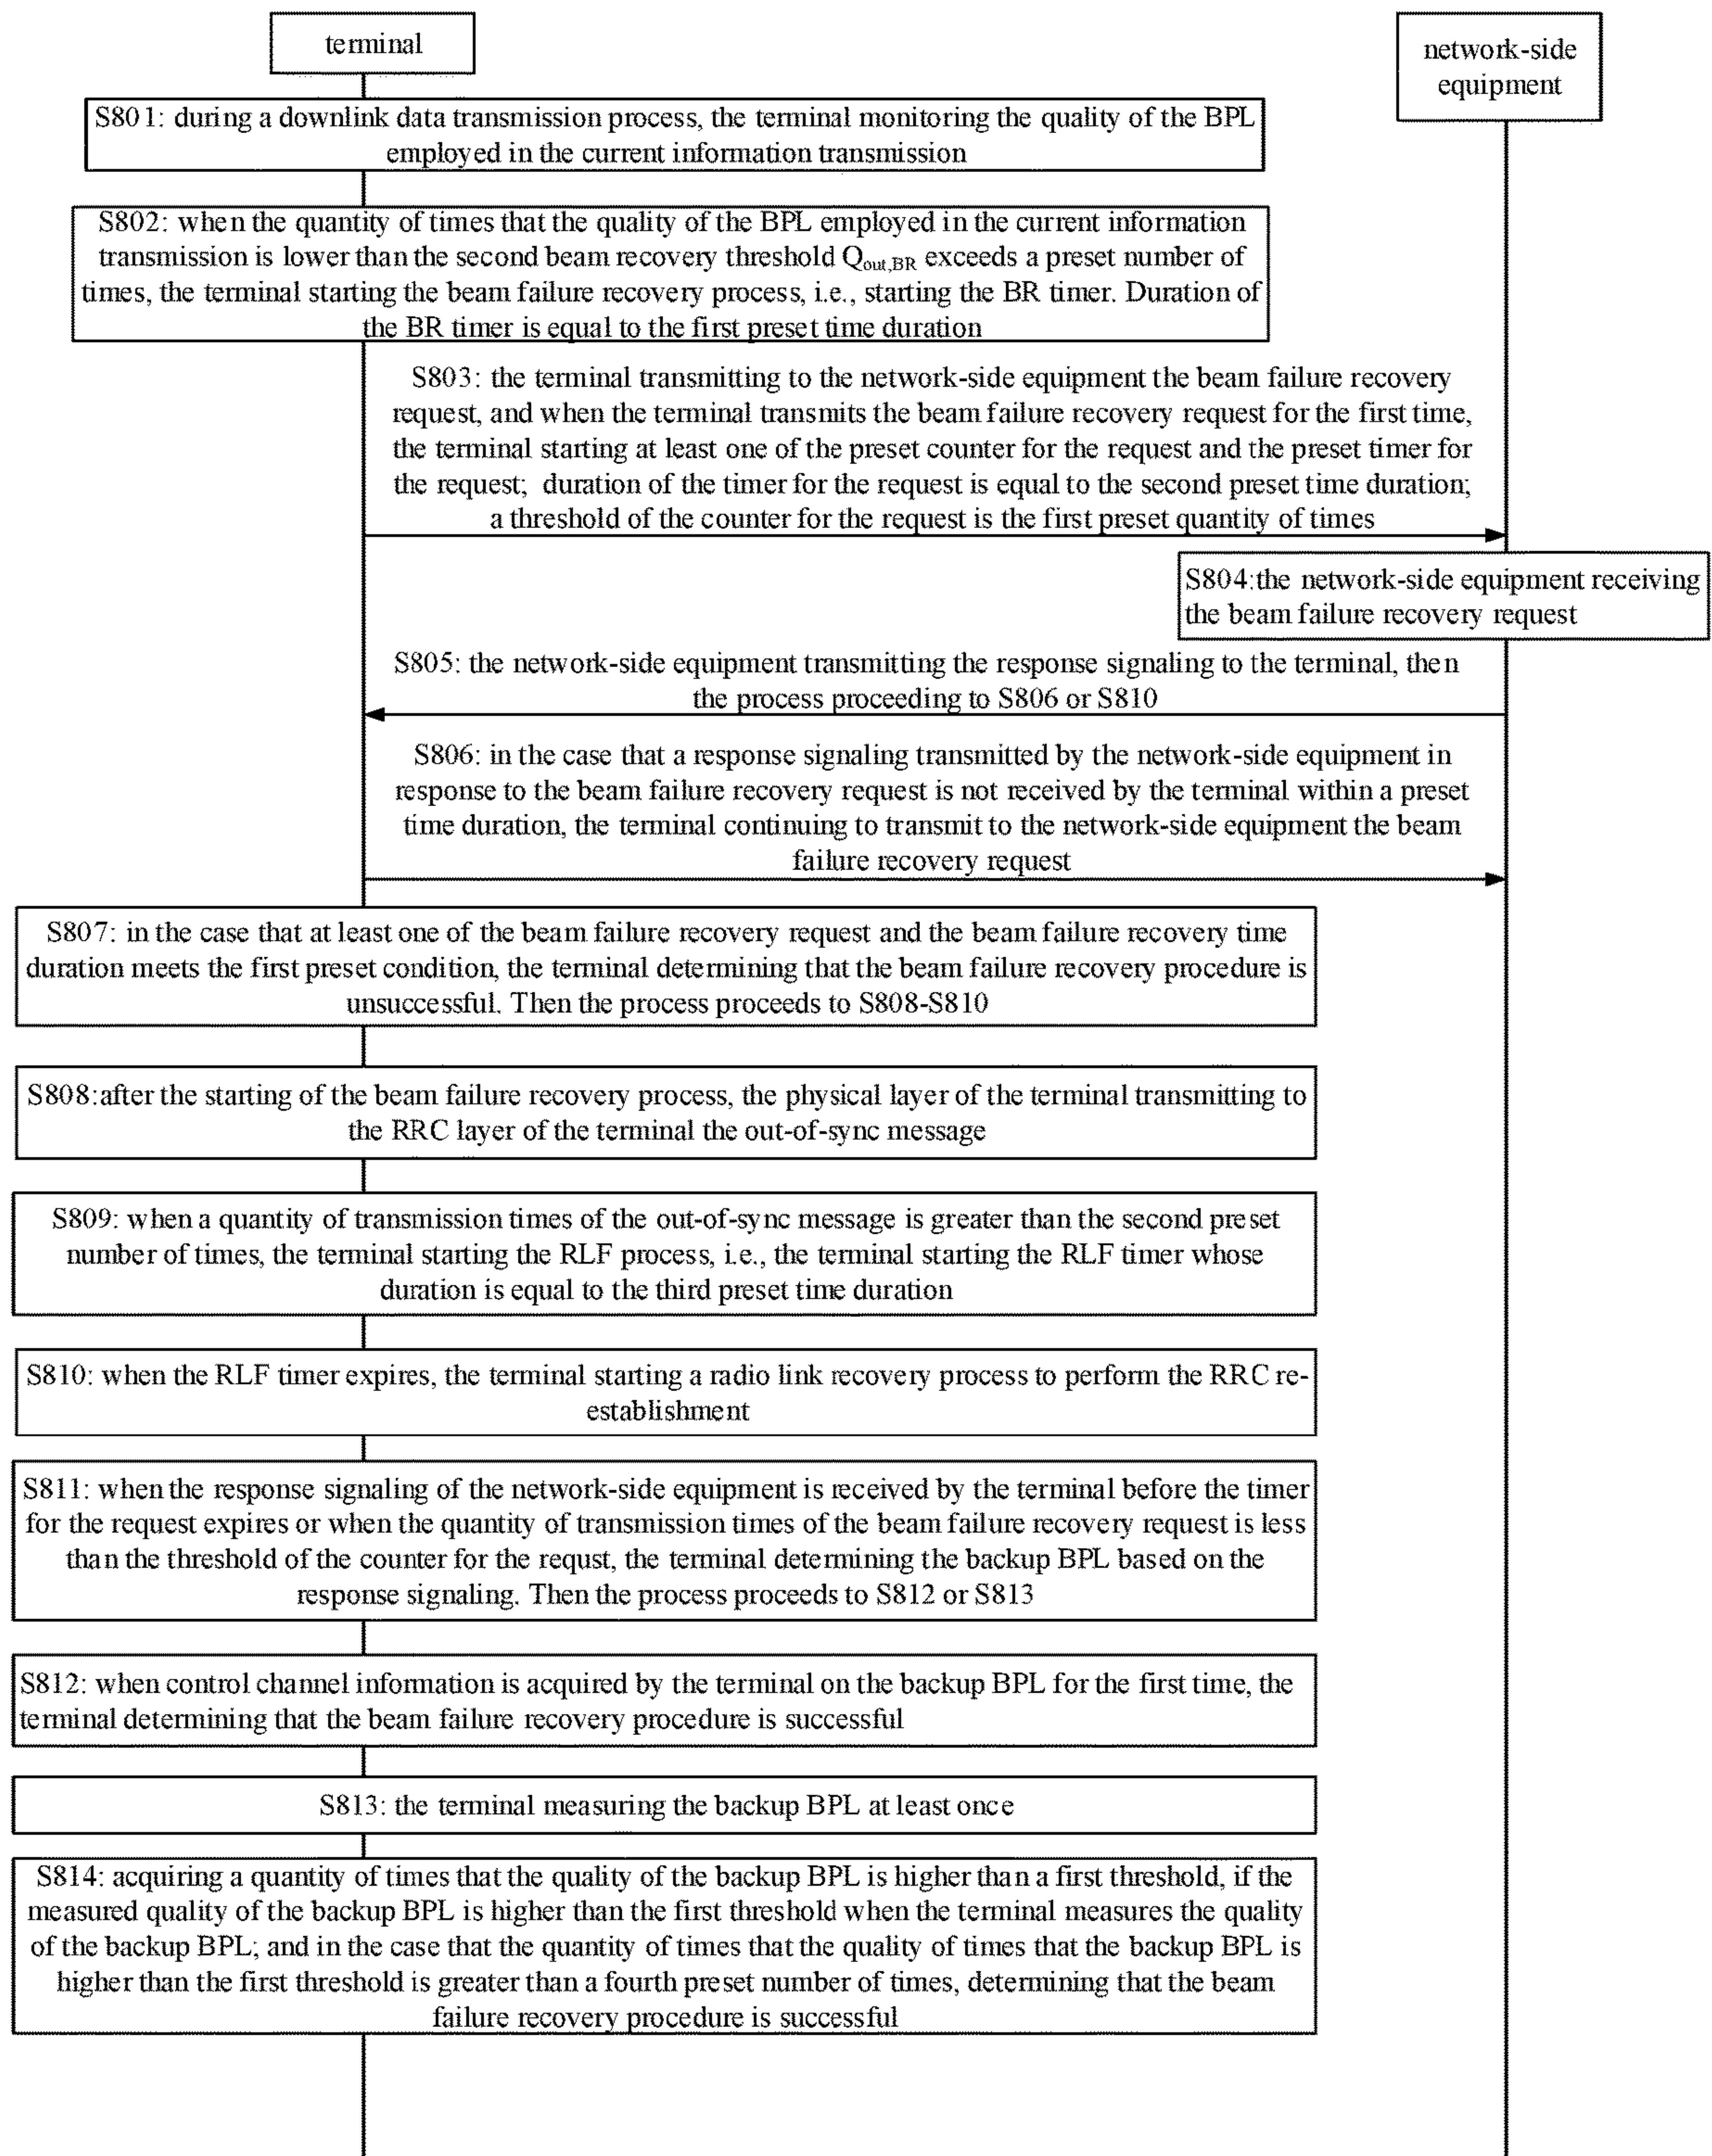 terminal
network-side
equipment
S801: during a downlink data transmission process, the terminal monitoring the quality of the BPL
employed in the current information transmission
S802: when the quantity of times that the quality of the BPL employed in the current information
transmission is lower than the second beam recovery threshold Qout,BR exceeds a preset number of
times, the terminal starting the beam failure recovery process, i.e., starting the BR timer. Duration of
the BR timer is equal to the first preset time duration
S803: the terminal transmitting to the network-side equipment the beam failure recovery
request, and when the terminal transmits the beam failure recovery request for the first time,
the terminal starting at least one of the preset counter for the request and the preset timer for
the request; duration of the timer for the request is equal to the second preset time duration;
a threshold of the counter for the request is the first preset quantity of times
S804:the network-side equipment receiving
the beam failure recovery request
S805: the network-side equipment transmitting the response signaling to the terminal, then
the process proceeding to S806 or S810
S806: in the case that a response signaling transmitted by the network-side equipment in
response to the beam failure recovery request is not received by the terminal within a preset
time duration, the terminal continuing to transmit to the network-side equipment the beam
failure recovery request
S807: in the case that at least one of the beam failure recovery request and the beam failure recovery time
duration meets the first preset condition, the terminal determining that the beam failure recovery procedure is
unsuccessful. Then the process proceeds to S808-S810
S808:after the starting of the beam failure recovery process, the physical layer of the terminal transmitting to
the RRC layer of the terminal the out-of-sync message
S809: when a quantity of transmission times of the out-of-sync message is greater than the second preset
number of times, the terminal starting the RLF process, i.e., the terminal starting the RLF timer whose
duration is equal to the third preset time duration
S810: when the RLF timer expires, the terminal starting a radio link recovery process to perform the RRC re-
establishment
S811: when the response signaling of the network-side equipment is received by the terminal before the timer
for the request expires or when the quantity of transmission times of the beam failure recovery request is less
than the threshold of the counter for the requst, the terminal determining the backup BPL based on the
response signaling. Then the process proceeds to S812 or S813
S812: when control channel information is acquired by the terminal on the backup BPL for the first time, the
terminal determining that the beam failure recovery procedure is successful
S813: the terminal measuring the backup BPL at least once
S814: acquiring a quantity of times that the quality of the backup BPL is higher than a first threshold, if the
measured quality of the backup BPL is higher than the first threshold when the terminal measures the quality
of the backup BPL; and in the case that the quantity of times that the quality of times that the backup BPL is
higher than the first threshold is greater than a fourth preset number of times, determining that the beam
failure recovery procedure is successful